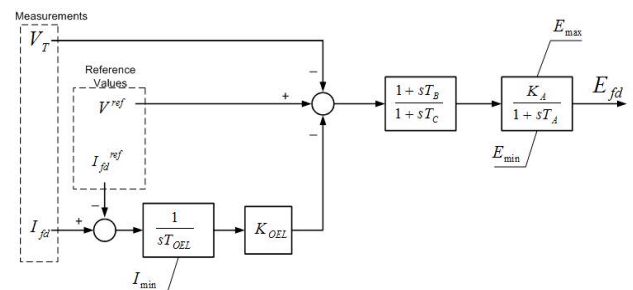 Measurements
V_T
Reference
Values
V^ref
I_fd^ref
I_fd
+
−
−
+
−
1
sT_OEL
I_min
K_OEL
1 + sT_B
1 + sT_C
K_A
1 + sT_A
E_max
E_min
E_fd